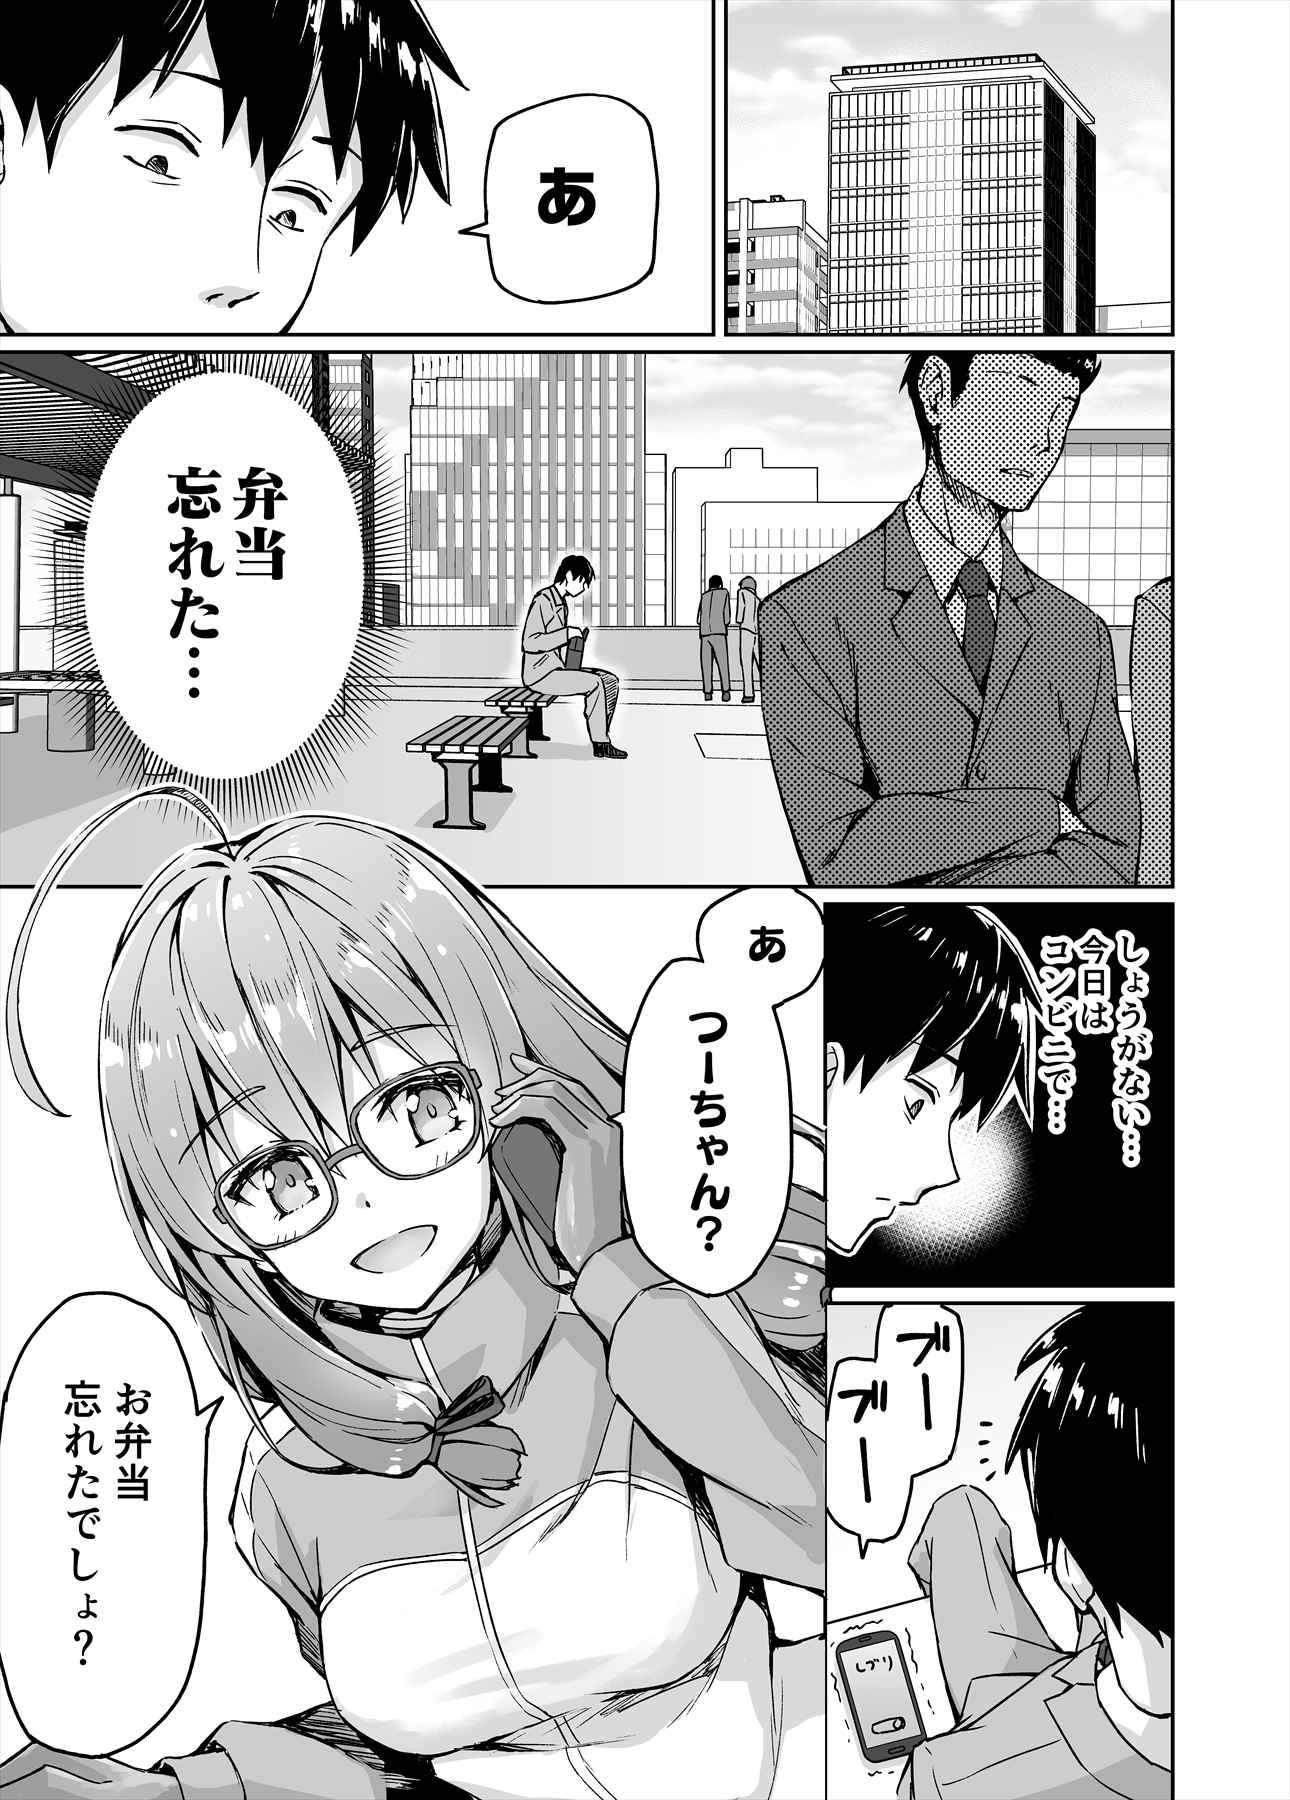 あ
弁当
忘れた…
しょうがない…
今日は
コンビニで…
ブー
ブー
しぶり
あ
つーちゃん?
お弁当
忘れたでしょ?